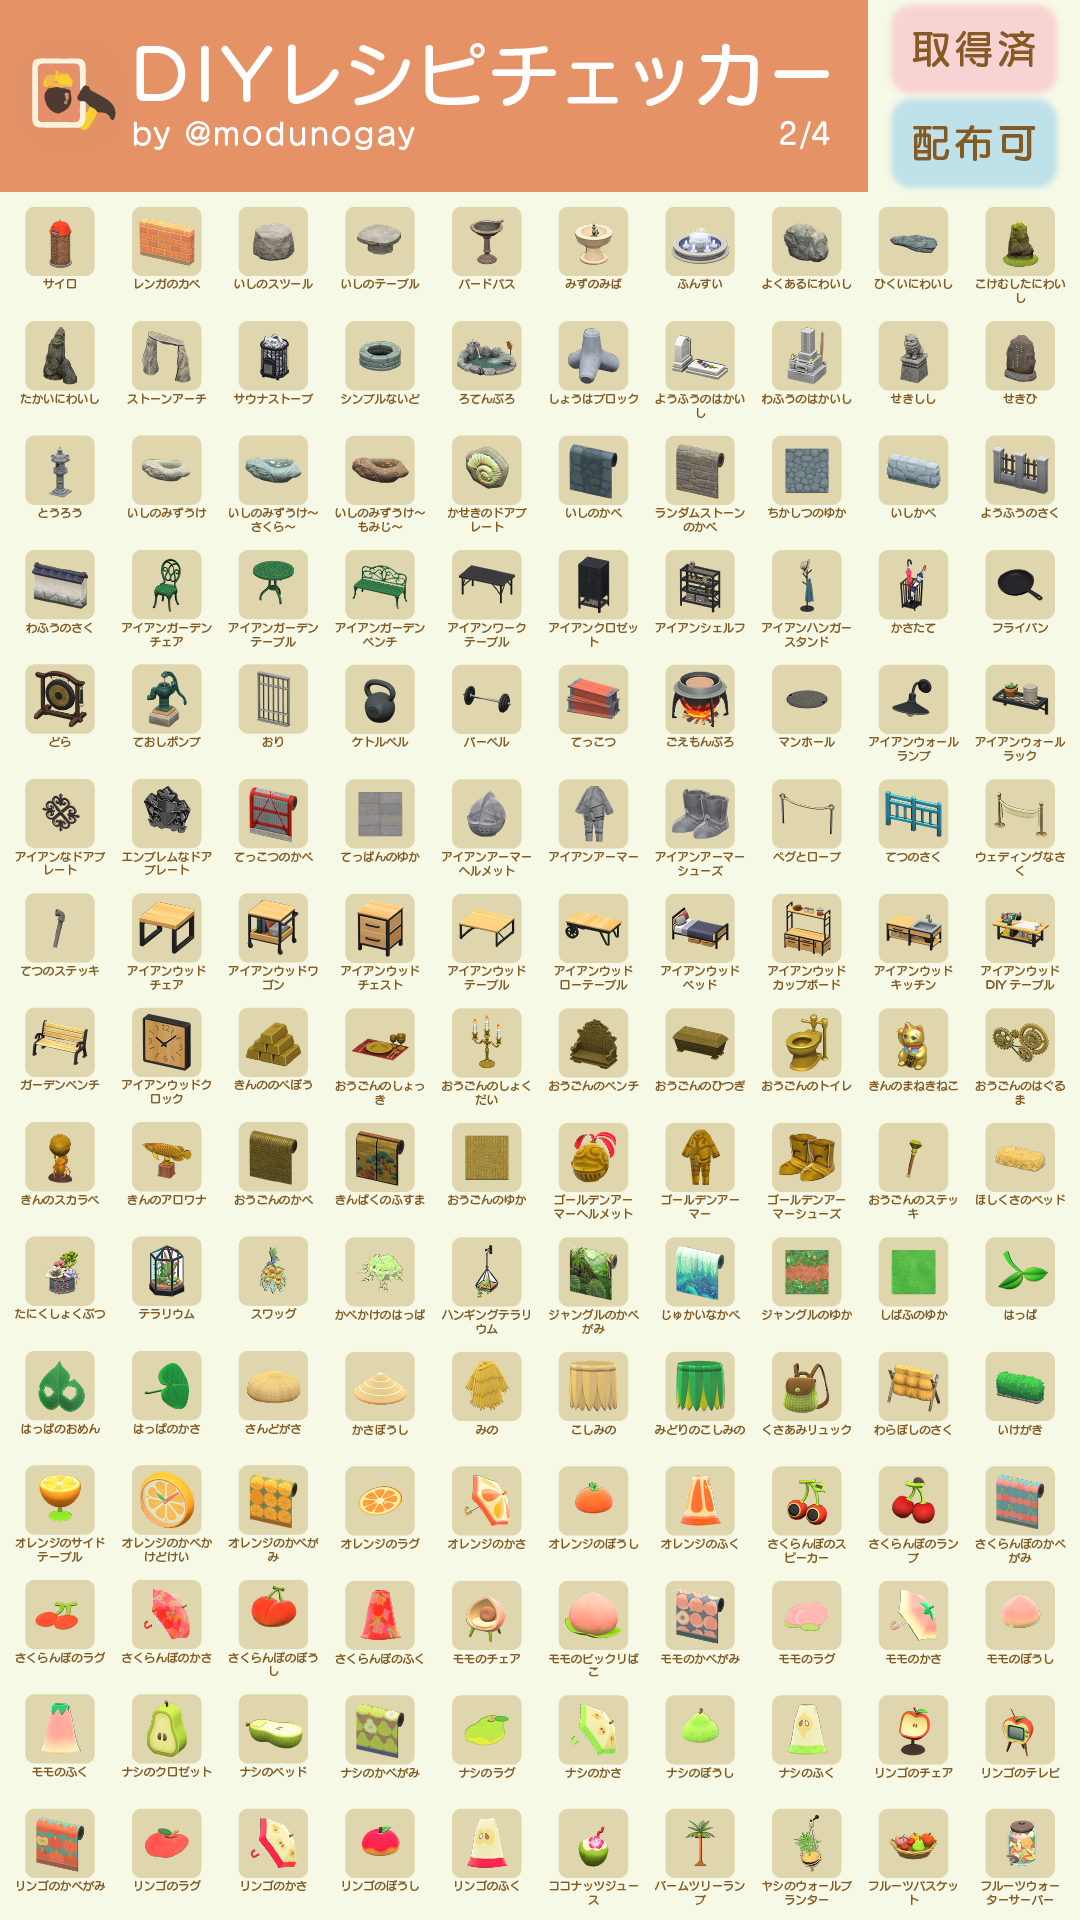 DIYレシピチェッカー
by @modunogay
2/4
取得済
配布可
サイロ
レンガのカベ
いしのスツール
いしのテーブル
バードバス
みずのみば
ふんすい
よくあるにわいし
ひくいにわいし
こけむしたにわい
し
たかいにわいし
ストーンアーチ
サウナストーブ
シンプルないど
ろてんぶろ
しょうはブロック
ようふうのはかい
し
わふうのはかいし
せきしし
せきひ
とうろう
いしのみずうけ
いしのみずうけ〜
さくら〜
いしのみずうけ〜
もみじ〜
かせきのドアプ
レート
いしのかべ
ランダムストーン
のかべ
ちかしつのゆか
いしかべ
ようふうのさく
わふうのさく
アイアンガーデン
チェア
アイアンガーデン
テーブル
アイアンガーデン
ベンチ
アイアンワーク
テーブル
アイアンクロゼッ
ト
アイアンシェルフ
アイアンハンガー
スタンド
かさたて
フライパン
どら
ておしポンプ
おり
ケトルベル
バーベル
てっこつ
ごえもんぶろ
マンホール
アイアンウォール
ランプ
アイアンウォール
ラック
アイアンなドアプ
レート
エンブレムなドア
プレート
てっこつのかべ
てっぱんのゆか
アイアンアーマー
ヘルメット
アイアンアーマー
アイアンアーマー
シューズ
ペグとロープ
てつのさく
ウェディングなさ
く
てつのステッキ
アイアンウッド
チェア
アイアンウッドワ
ゴン
アイアンウッド
チェスト
アイアンウッド
テーブル
アイアンウッド
ローテーブル
アイアンウッド
ベッド
アイアンウッド
カップボード
アイアンウッド
キッチン
アイアンウッド
DIYテーブル
ガーデンベンチ
アイアンウッドク
ロック
きんののべぼう
おうごんのしょっ
き
おうごんのしょく
だい
おうごんのベンチ
おうごんのひつぎ
おうごんのトイレ
きんのまねきねこ
おうごんのはぐる
ま
きんのスカラベ
きんのアロワナ
おうごんのかべ
きんぱくのふすま
おうごんのゆか
ゴールデンアー
マーヘルメット
ゴールデンアー
マー
ゴールデンアー
マーシューズ
おうごんのステッ
キ
ほしくさのベッド
たにくしょくぶつ
テラリウム
スワッグ
かべかけのはっぱ
ハンギングテラリ
ウム
ジャングルのかべ
がみ
じゅかいなかべ
ジャングルのゆか
しばふのゆか
はっぱ
はっぱのおめん
はっぱのかさ
さんどがさ
かさぼうし
みの
こしみの
みどりのこしみの
くさあみリュック
わらぼしのさく
いけがき
オレンジのサイド
テーブル
オレンジのかべか
けどけい
オレンジのかべが
み
オレンジのラグ
オレンジのかさ
オレンジのぼうし
オレンジのふく
さくらんぼのス
ピーカー
さくらんぼのラン
プ
さくらんぼのかべ
がみ
さくらんぼのラグ
さくらんぼのかさ
さくらんぼのぼう
し
さくらんぼのふく
モモのチェア
モモのビックリば
こ
モモのかべがみ
モモのラグ
モモのかさ
モモのぼうし
モモのふく
ナシのクロゼット
ナシのベッド
ナシのかべがみ
ナシのラグ
ナシのかさ
ナシのぼうし
ナシのふく
リンゴのチェア
リンゴのテレビ
リンゴのかべがみ
リンゴのラグ
リンゴのかさ
リンゴのぼうし
リンゴのふく
ココナッツジュー
ス
パームツリーラン
プ
ヤシのウォールプ
ランター
フルーツバスケッ
ト
フルーツウォー
ターサーバー